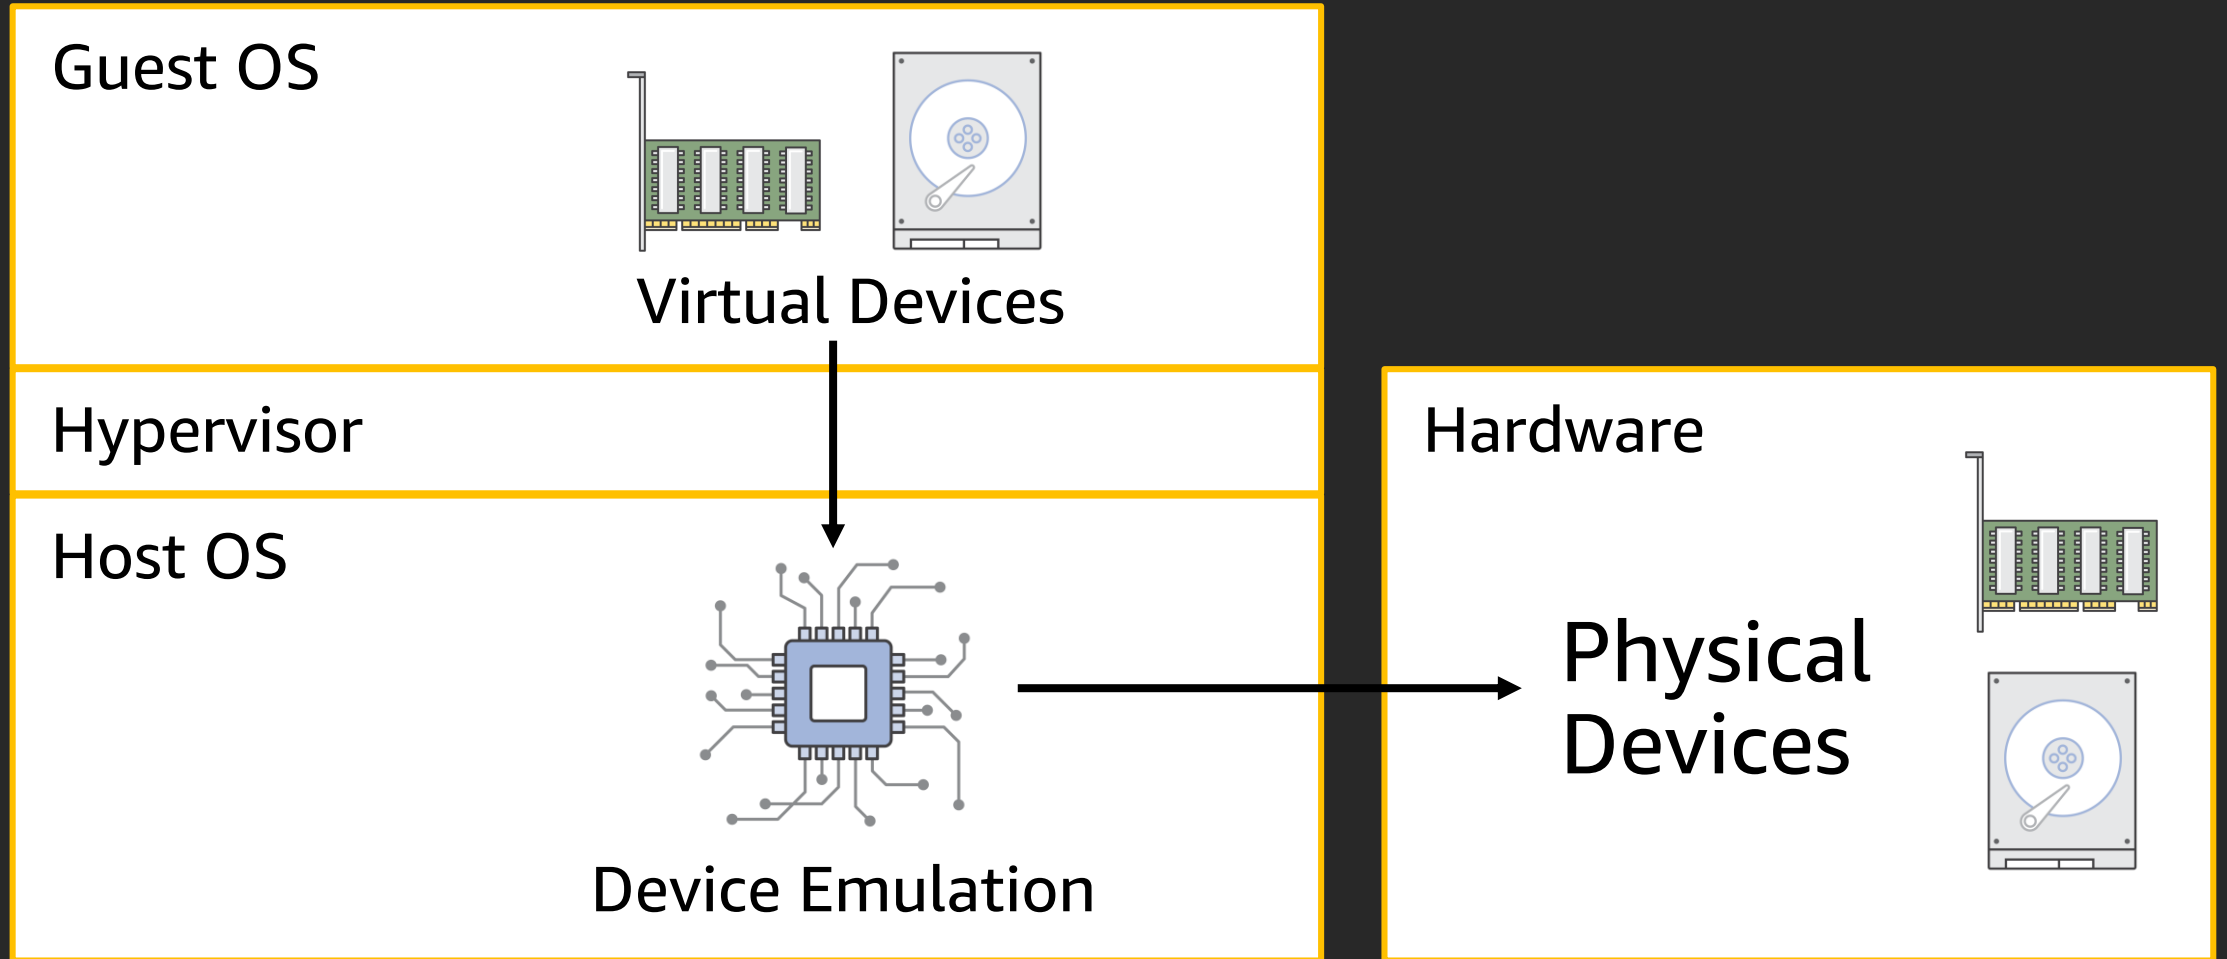 Guest OS
Virtual Devices
Hypervisor
Host OS
Device Emulation
Hardware
Physical
Devices